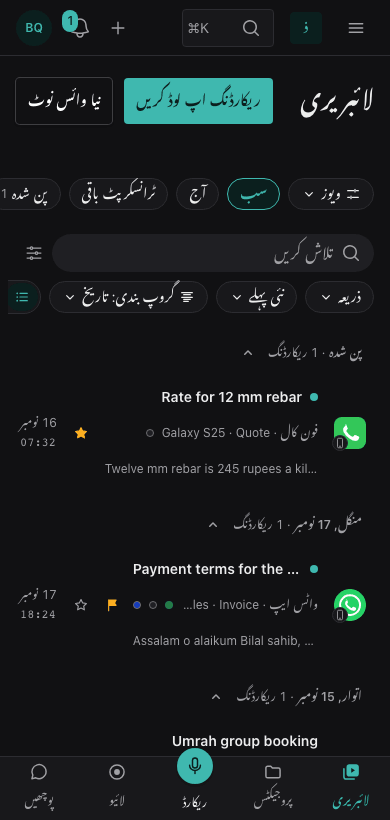 ذ
⌘K
1
BQ
لائبریری
ریکارڈنگ اپ لوڈ کریں
نیا وائس نوٹ
ویوز
سب
آج
ٹرانسکرپٹ باقی
پن شدہ 1
تلاش کریں
ذریعہ
نئی پہلے
گروپ بندی: تاریخ
پن شدہ · 1 ریکارڈنگ
Rate for 12 mm rebar
فون کال · Galaxy S25 · Quote
16 نومبر
07:32
Twelve mm rebar is 245 rupees a kil...
منگل, 17 نومبر · 1 ریکارڈنگ
Payment terms for the ...
واٹس ایپ · Invoice · les...
17 نومبر
18:24
Assalam o alaikum Bilal sahib, ...
اتوار, 15 نومبر · 1 ریکارڈنگ
Umrah group booking
لائبریری
پروجیکٹس
ریکارڈ
لائیو
پوچھیں